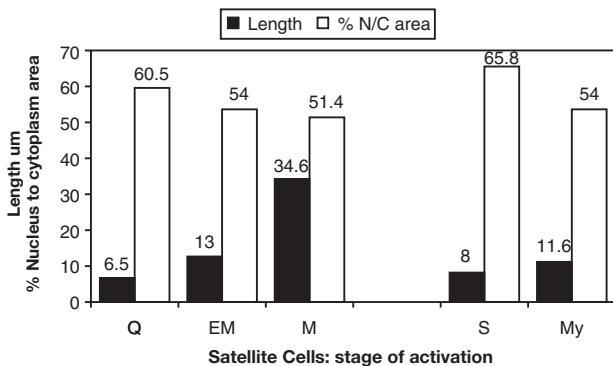 Length % N/C area
70
60
50
40
30
20
10
0
Length um
% Nucleus to cytoplasm area
6.5 60.5 13 54 34.6 51.4 8 65.8 11.6 54
Q EM M S My
Satellite Cells: stage of activation